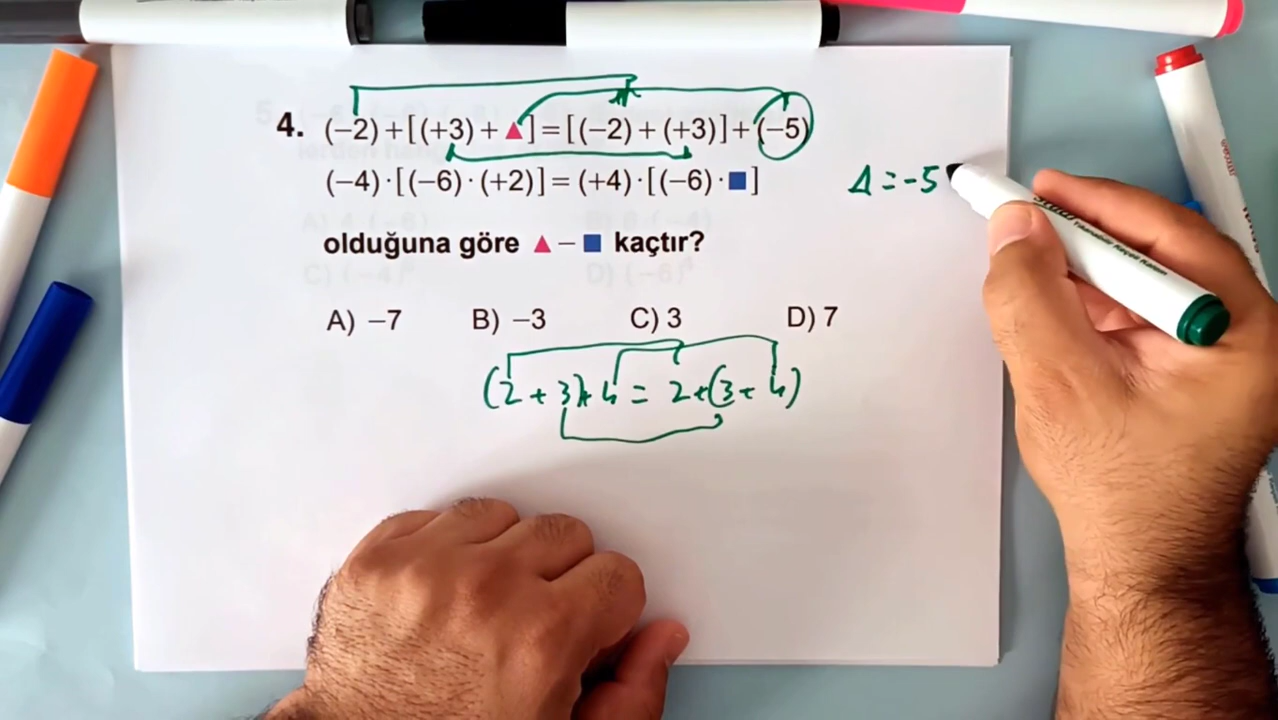 4. (−2)+[(+3)+▲]=[(−2)+(+3)]+(−5)
(−4)·[(−6)·(+2)]=(+4)·[(−6)·■]
Δ=-5
olduğuna göre ▲−■ kaçtır?
A) −7 B) −3 C) 3 D) 7
(2+3)+4=2+(3+4)